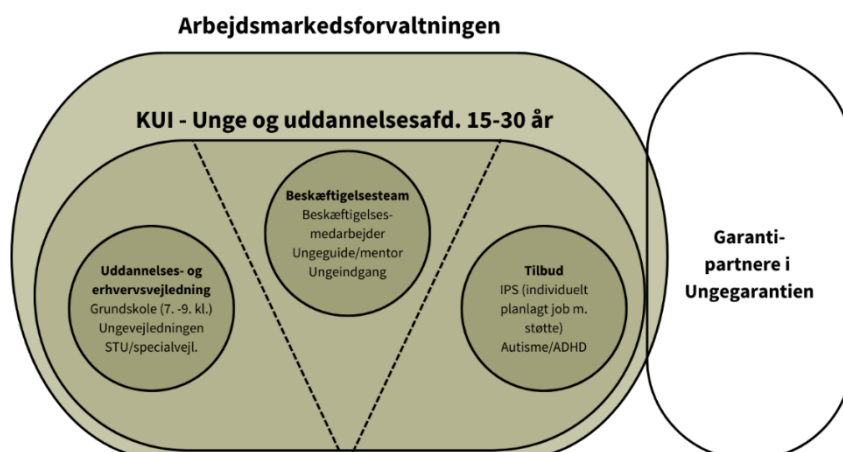 Arbejdsmarkedsforvaltningen
KUI - Unge og uddannelsesafd. 15-30 år
Beskæftigelsesteam
Beskæftigelses-
medarbejder
Ungeguide/mentor
Ungeindgang
Uddannelses- og
erhvervsvejledning
Grundskole (7. -9. kl.)
Ungevejledningen
STU/specialvejl.
Tilbud
IPS (individuelt
planlagt job m.
støtte)
Autisme/ADHD
Garanti-
partnere i
Ungegarantien